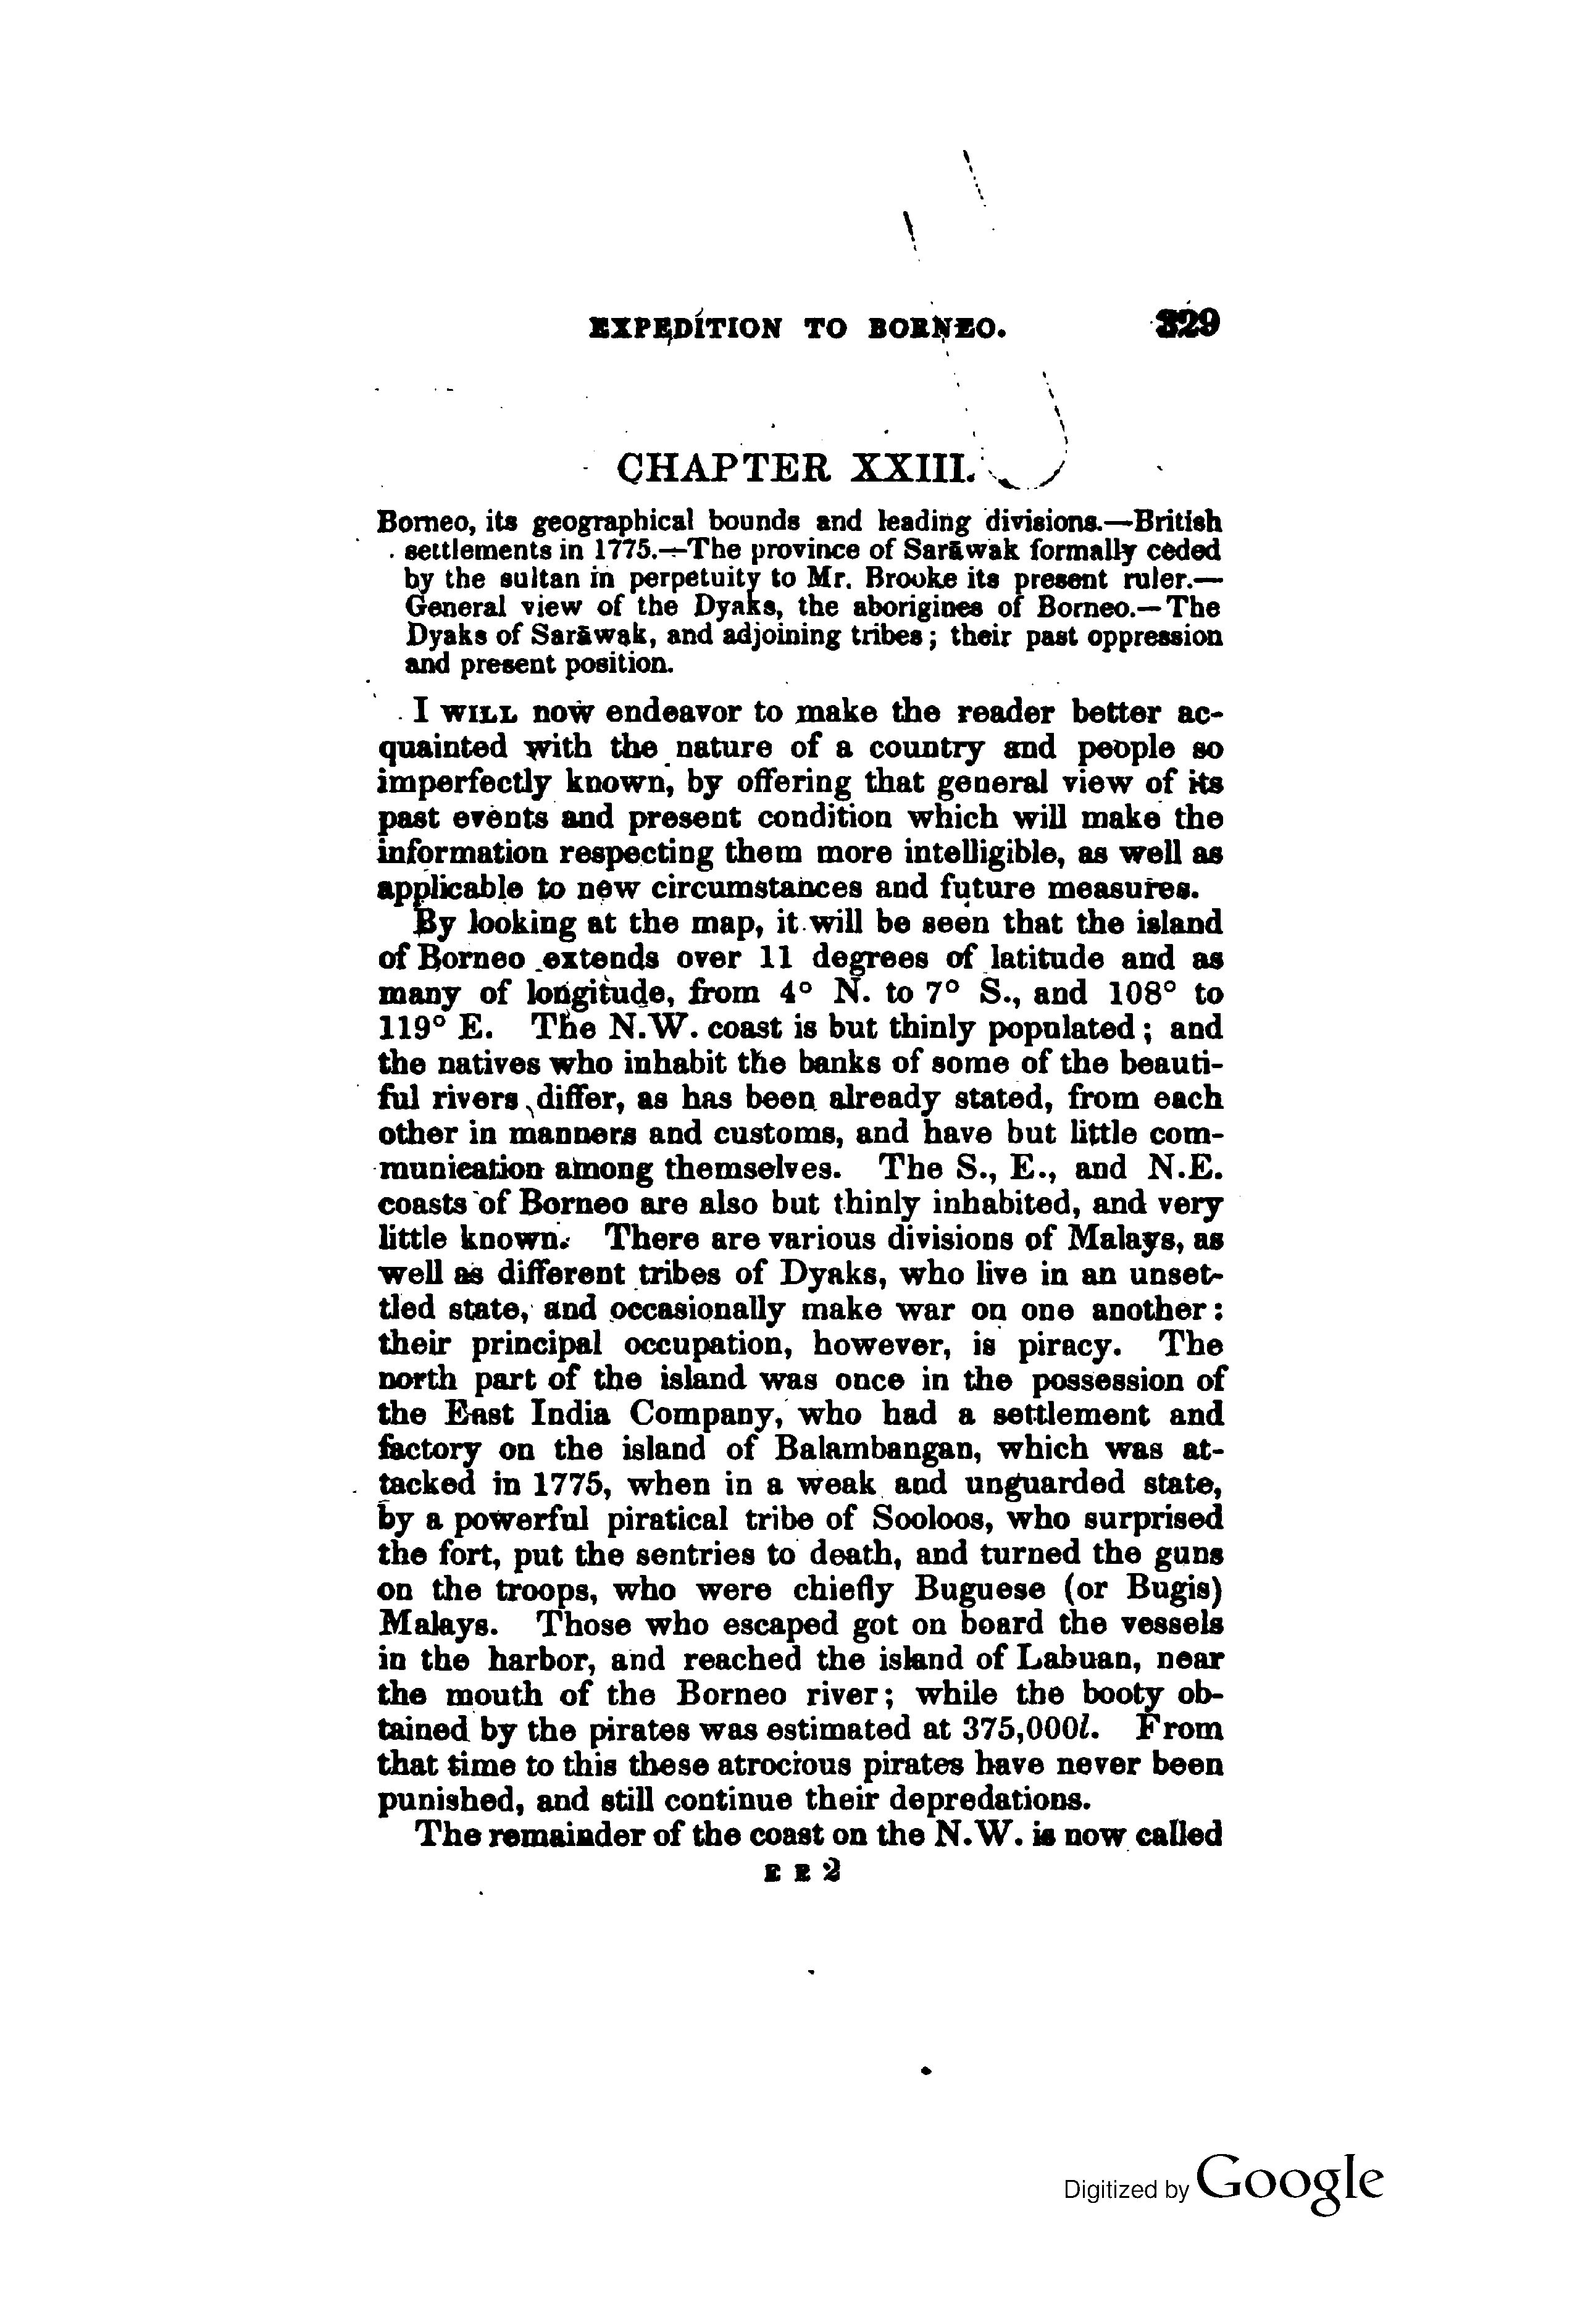 EXPEDITION TO BORNEO. 329
CHAPTER XXIII.
Borneo, its geographical bounds and leading divisions.—British
settlements in 1775.—The province of Sarāwak formally ceded
by the sultan in perpetuity to Mr. Brooke its present ruler.—
General view of the Dyaks, the aborigines of Borneo.—The
Dyaks of Sarāwak, and adjoining tribes; their past oppression
and present position.
I WILL now endeavor to make the reader better ac-
quainted with the nature of a country and people so
imperfectly known, by offering that general view of its
past events and present condition which will make the
information respecting them more intelligible, as well as
applicable to new circumstances and future measures.
By looking at the map, it will be seen that the island
of Borneo extends over 11 degrees of latitude and as
many of longitude, from 4° N. to 7° S., and 108° to
119° E. The N.W. coast is but thinly populated; and
the natives who inhabit the banks of some of the beauti-
ful rivers differ, as has been already stated, from each
other in manners and customs, and have but little com-
munication among themselves. The S., E., and N.E.
coasts of Borneo are also but thinly inhabited, and very
little known. There are various divisions of Malays, as
well as different tribes of Dyaks, who live in an unset-
tled state, and occasionally make war on one another:
their principal occupation, however, is piracy. The
north part of the island was once in the possession of
the East India Company, who had a settlement and
factory on the island of Balambangan, which was at-
tacked in 1775, when in a weak and unguarded state,
by a powerful piratical tribe of Sooloos, who surprised
the fort, put the sentries to death, and turned the guns
on the troops, who were chiefly Buguese (or Bugis)
Malays. Those who escaped got on board the vessels
in the harbor, and reached the island of Labuan, near
the mouth of the Borneo river; while the booty ob-
tained by the pirates was estimated at 375,000l. From
that time to this these atrocious pirates have never been
punished, and still continue their depredations.
The remainder of the coast on the N.W. is now called
E E 2
Digitized by Google